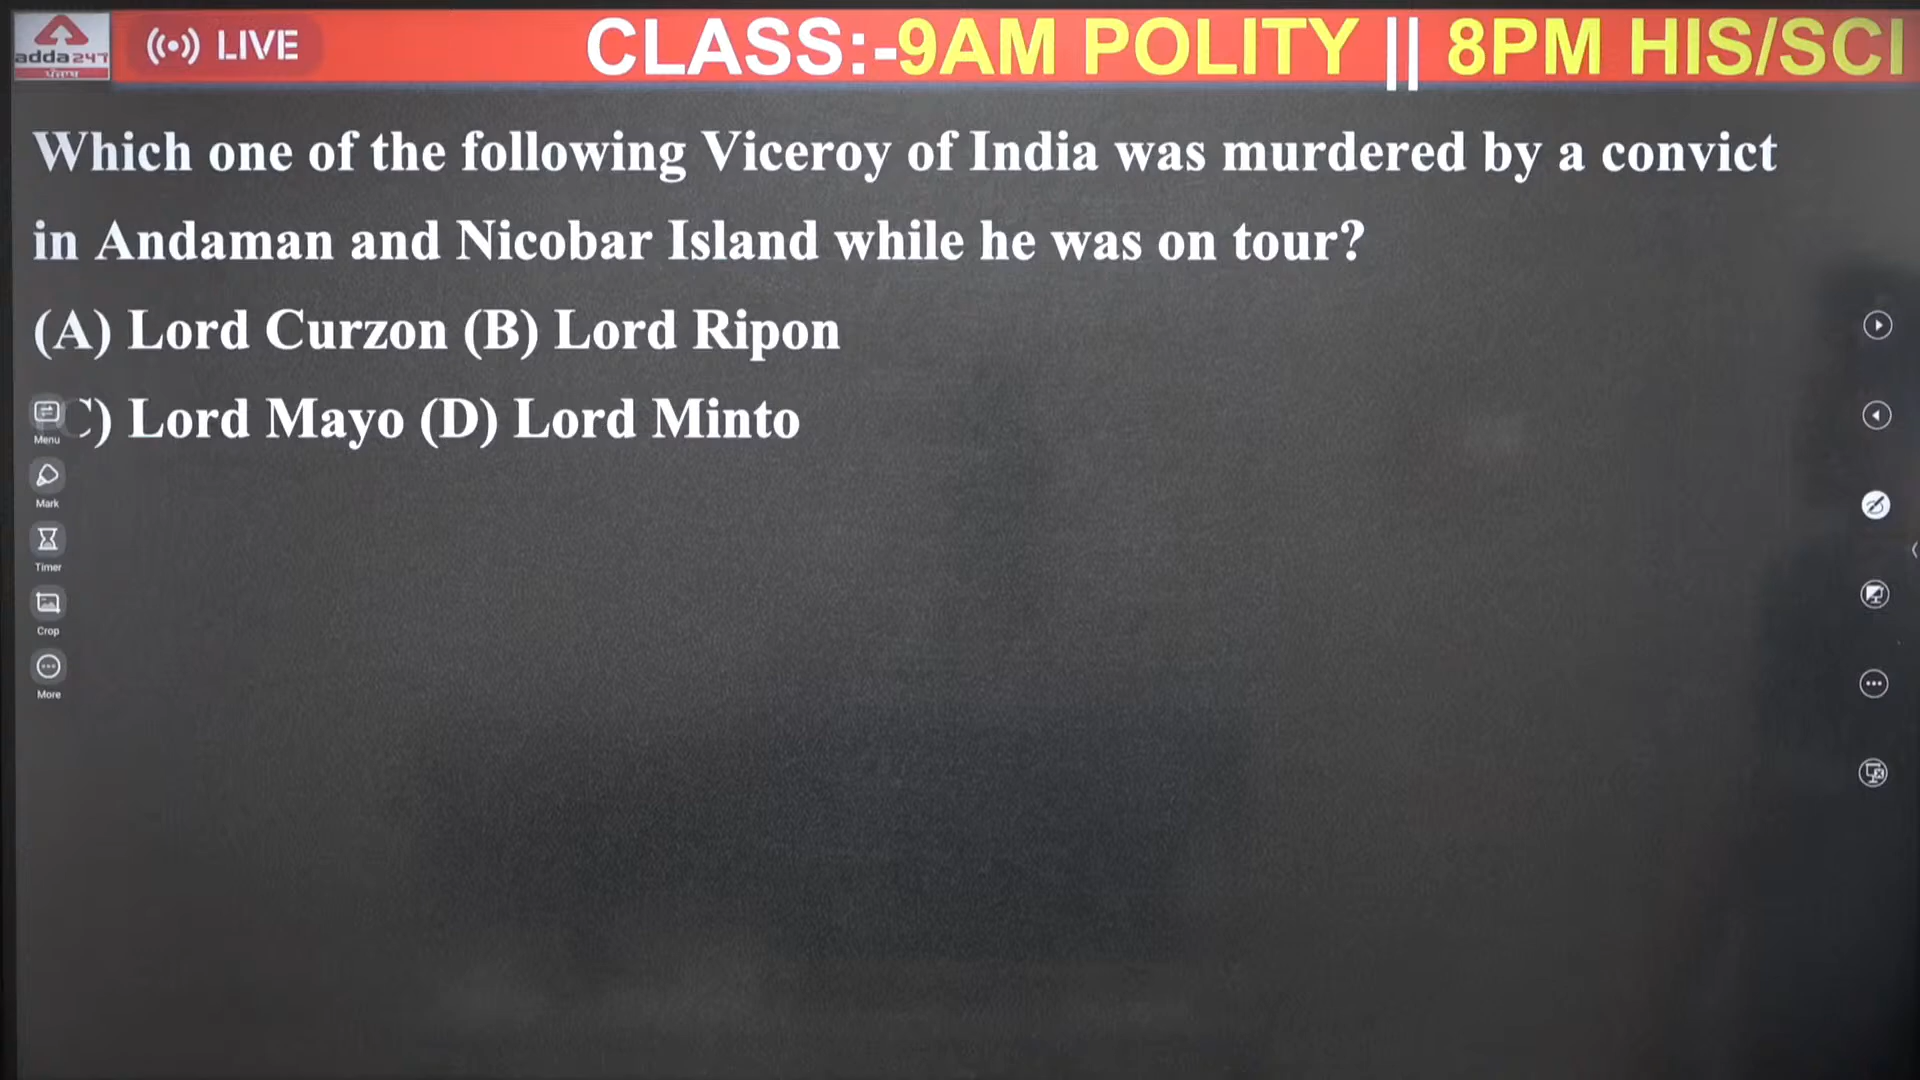 adda247
ਪੰਜਾਬ
LIVE
CLASS:-9AM POLITY || 8PM HIS/SCI
Which one of the following Viceroy of India was murdered by a convict
in Andaman and Nicobar Island while he was on tour?
(A) Lord Curzon (B) Lord Ripon
C) Lord Mayo (D) Lord Minto
Menu
Mark
Timer
Crop
More